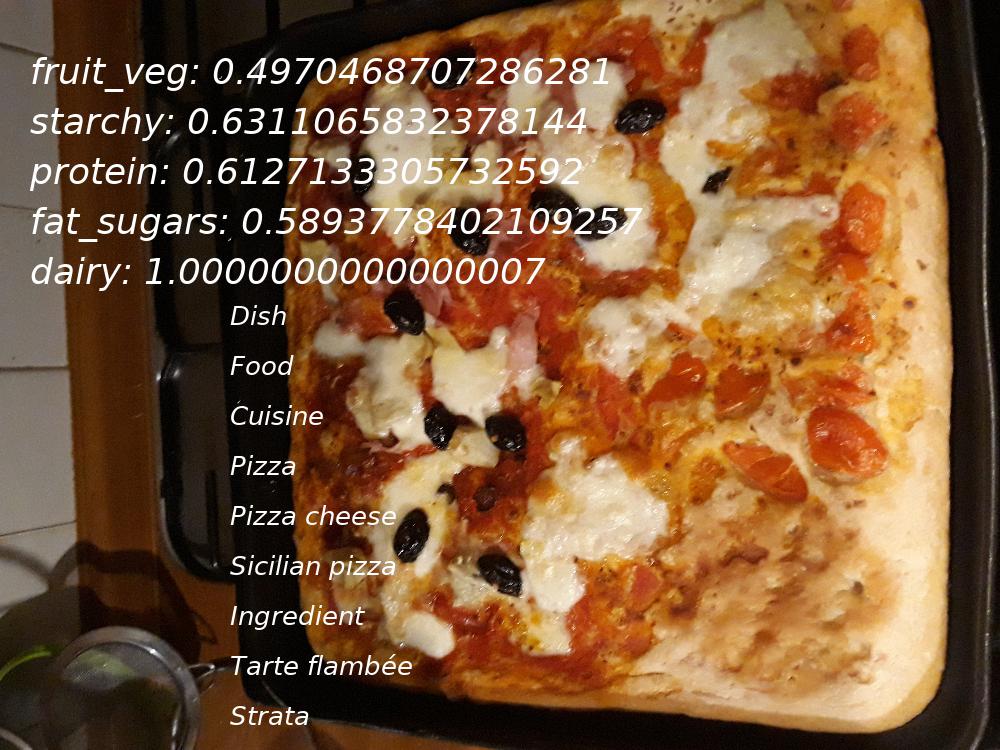 fruit_veg: 0.4970468707286281
starchy: 0.6311065832378144
protein: 0.6127133305732592
fat_sugars: 0.5893778402109257
dairy: 1.0000000000000007
Dish
Food
Cuisine
Pizza
Pizza cheese
Sicilian pizza
Ingredient
Tarte flambée
Strata